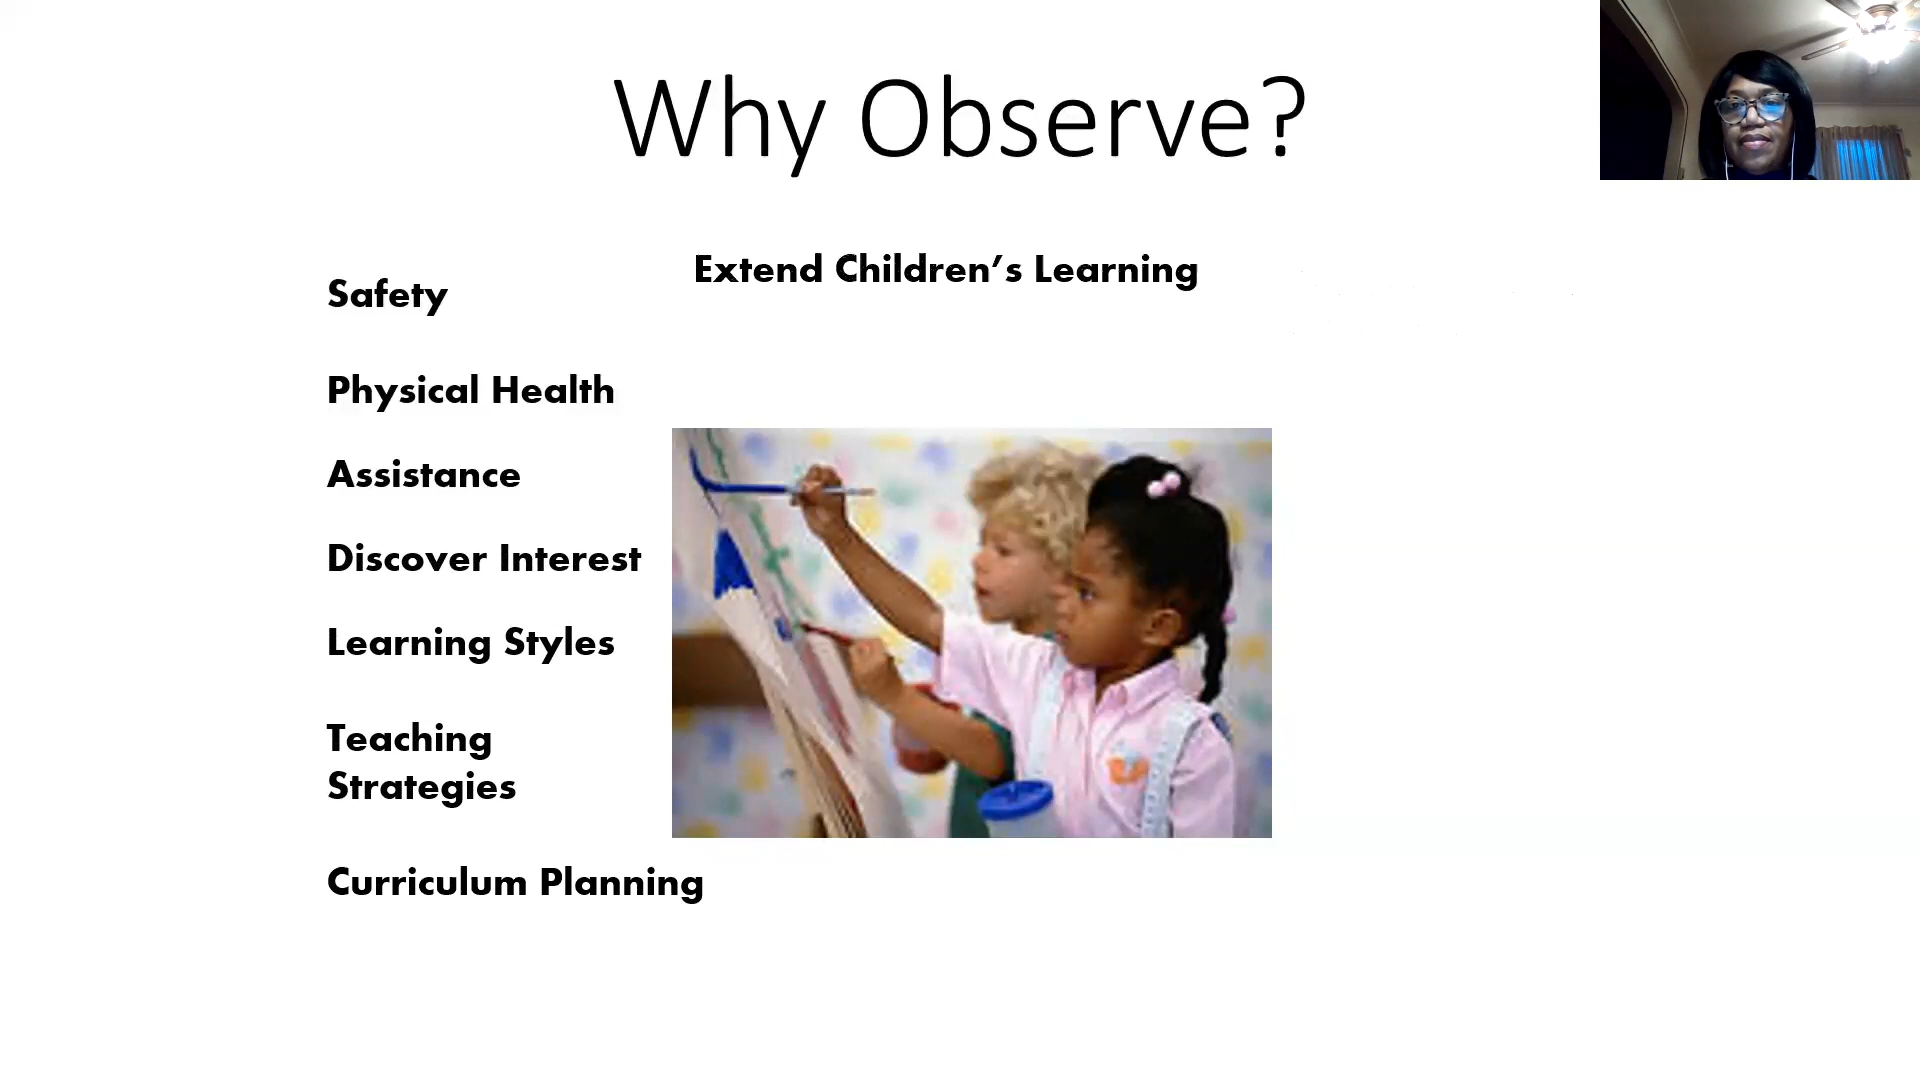 Why Observe?
Safety
Physical Health
Assistance
Discover Interest
Learning Styles
Teaching
Strategies
Curriculum Planning
Extend Children’s Learning